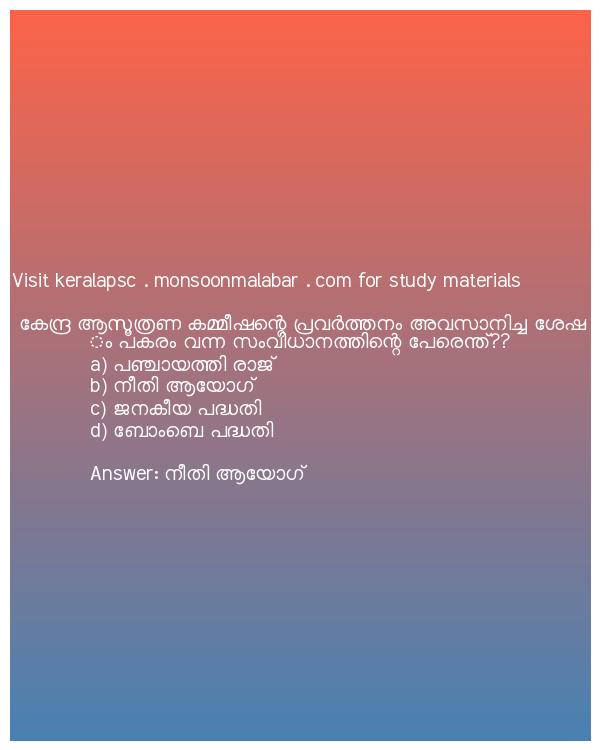 Visit keralapsc . monsoonmalabar . com for study materials
കേന്ദ്ര ആസൂത്രണ കമ്മീഷന്റെ പ്രവർത്തനം അവസാനിച്ച ശേഷ
ം പകരം വന്ന സംവിധാനത്തിന്റെ പേരെന്ത്??
a) പഞ്ചായത്തി രാജ്
b) നീതി ആയോഗ്
c) ജനകീയ പദ്ധതി
d) ബോംബെ പദ്ധതി
Answer: നീതി ആയോഗ്